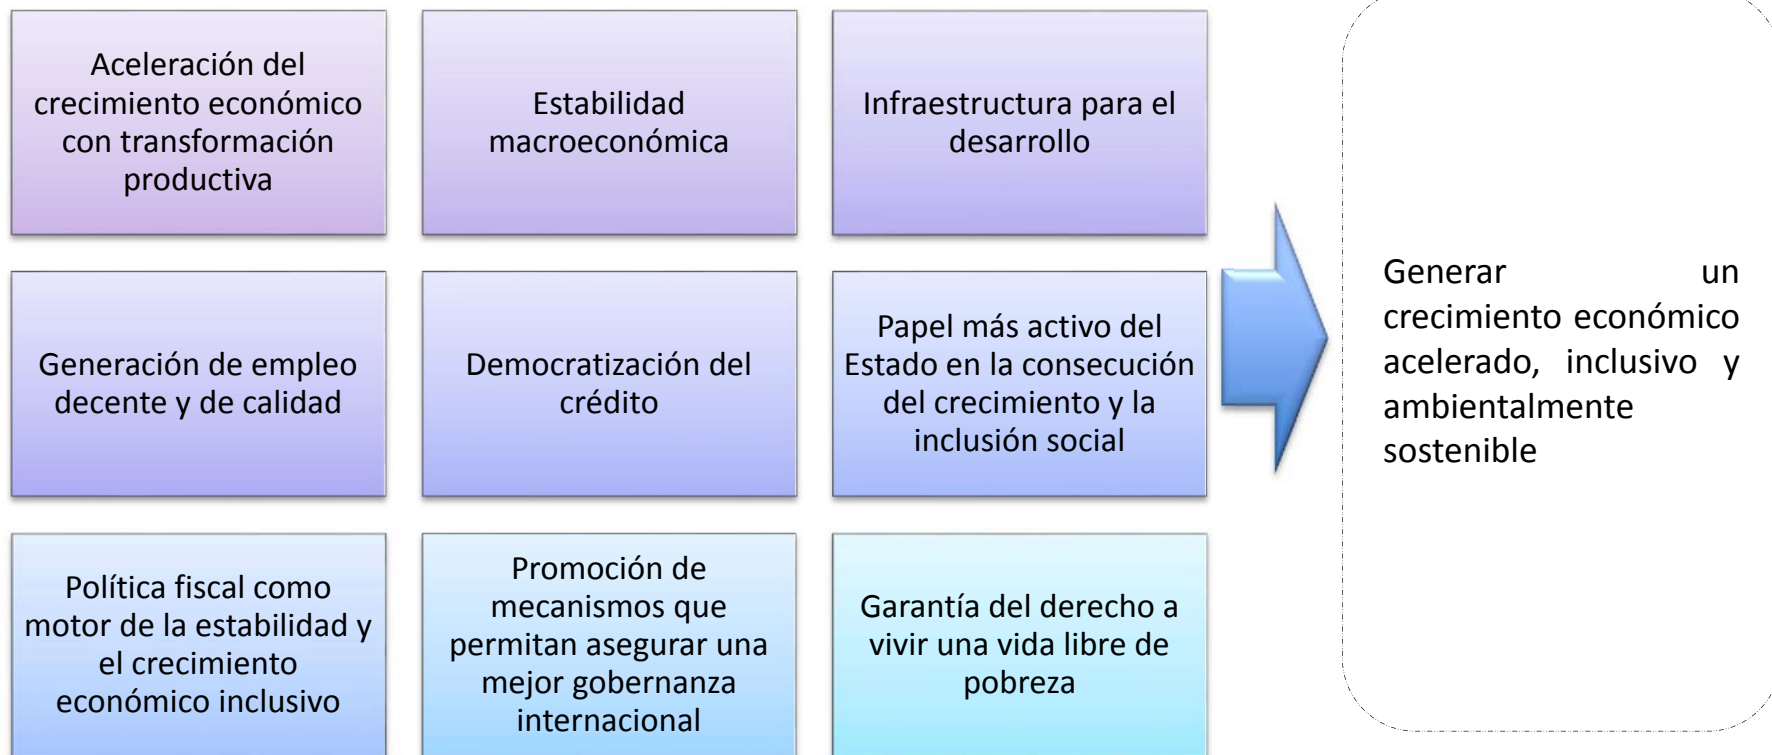 Aceleración del
crecimiento económico
con transformación
productiva
Estabilidad
macroeconómica
Infraestructura para el
desarrollo
Generación de empleo
decente y de calidad
Democratización del
crédito
Papel más activo del
Estado en la consecución
del crecimiento y la
inclusión social
Política fiscal como
motor de la estabilidad y
el crecimiento
económico inclusivo
Promoción de
mecanismos que
permitan asegurar una
mejor gobernanza
internacional
Garantía del derecho a
vivir una vida libre de
pobreza
Generar un
crecimiento económico
acelerado, inclusivo y
ambientalmente
sostenible